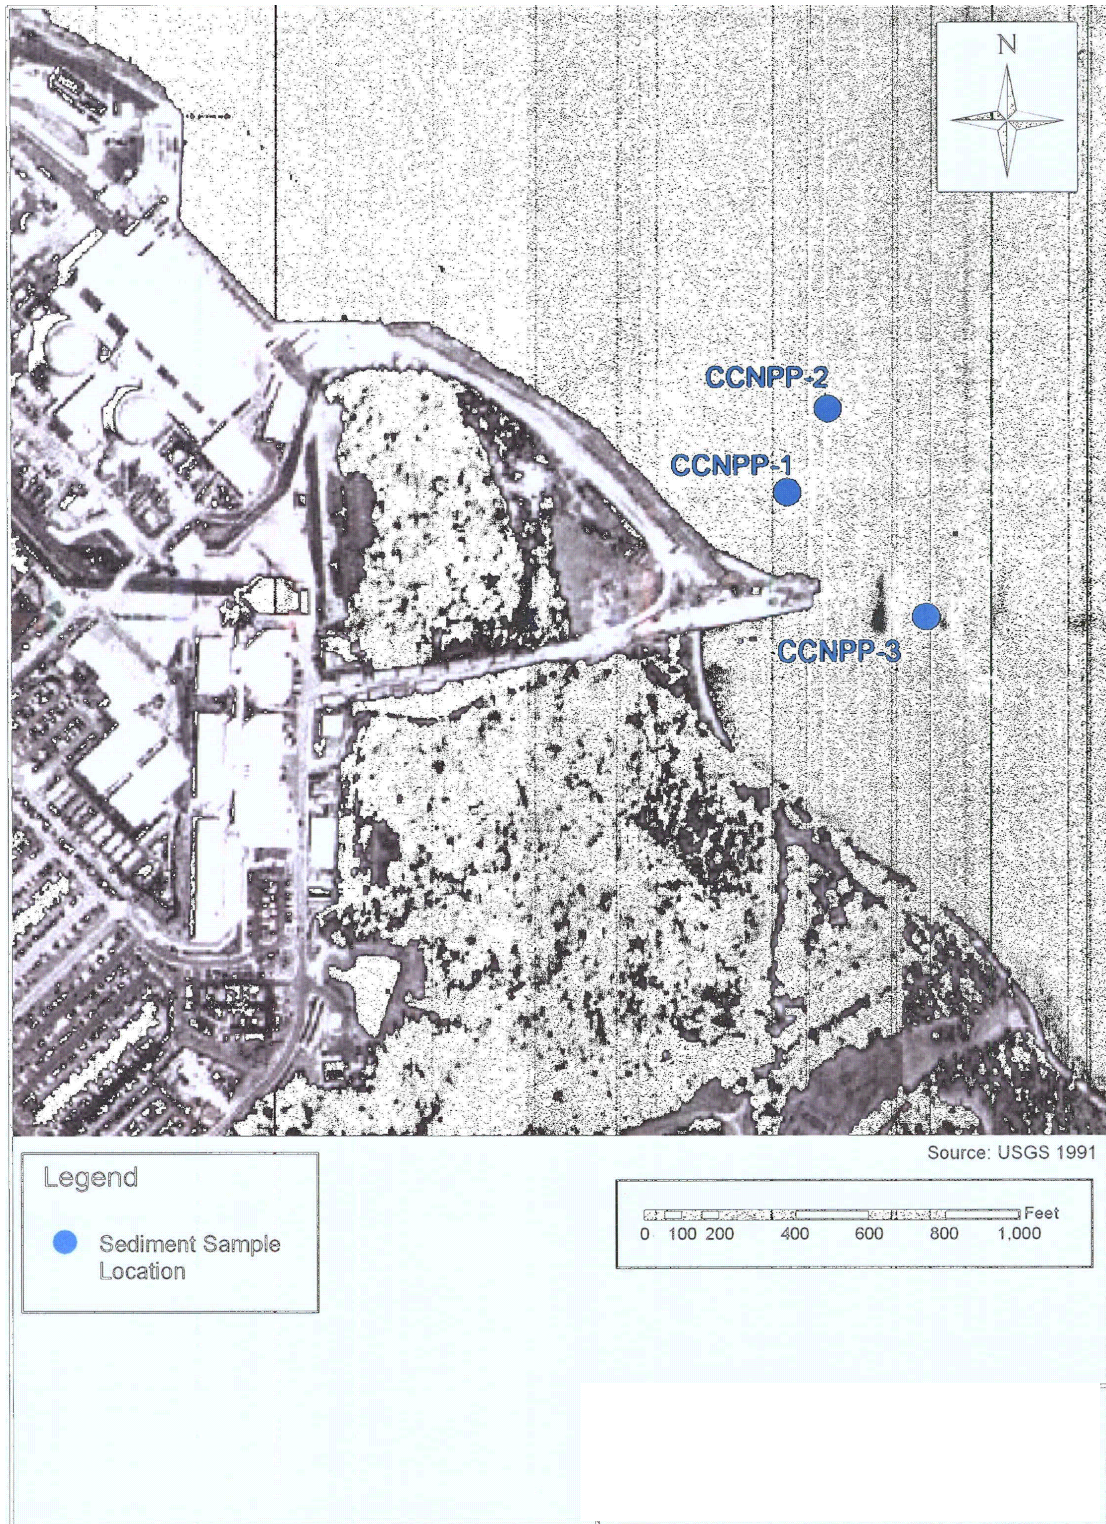 N
CCNPP-2
CCNPP-1
CCNPP-3
Source: USGS 1991
Legend
Sediment Sample
Location
Feet
0 100 200 400 600 800 1,000